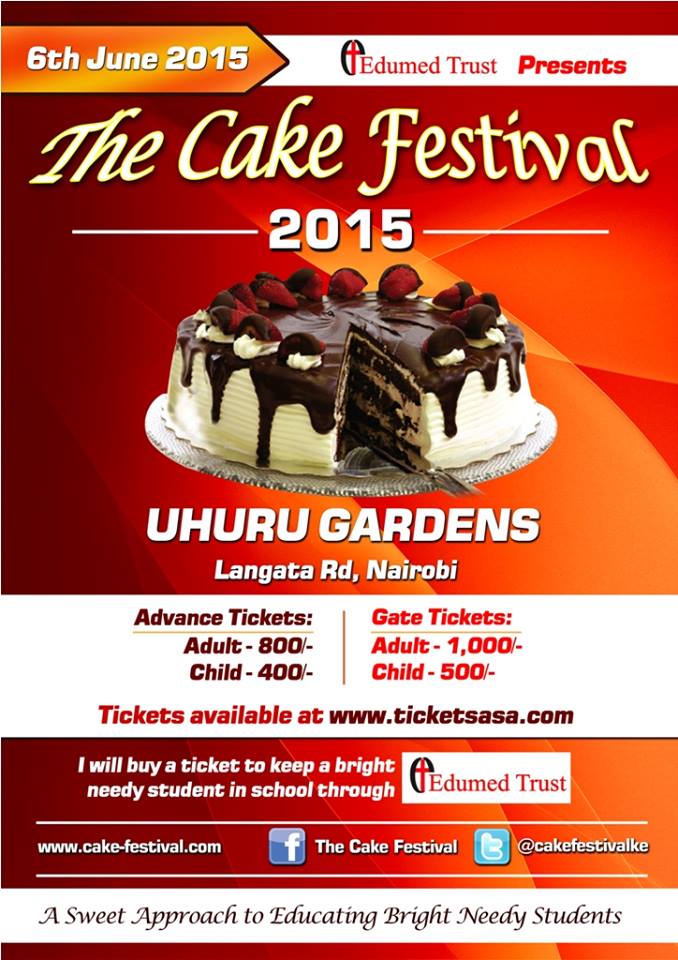 6th June 2015
Edumed Trust Presents
The Cake Festival
2015
UHURU GARDENS
Langata Rd, Nairobi
Advance Tickets:
Adult - 800/-
Child - 400/-
Gate Tickets:
Adult - 1,000/-
Child - 500/-
Tickets available at www.ticketsasa.com
I will buy a ticket to keep a bright
needy student in school through
Edumed Trust
www.cake-festival.com
f The Cake Festival
t @cakefestivalke
A Sweet Approach to Educating Bright Needy Students